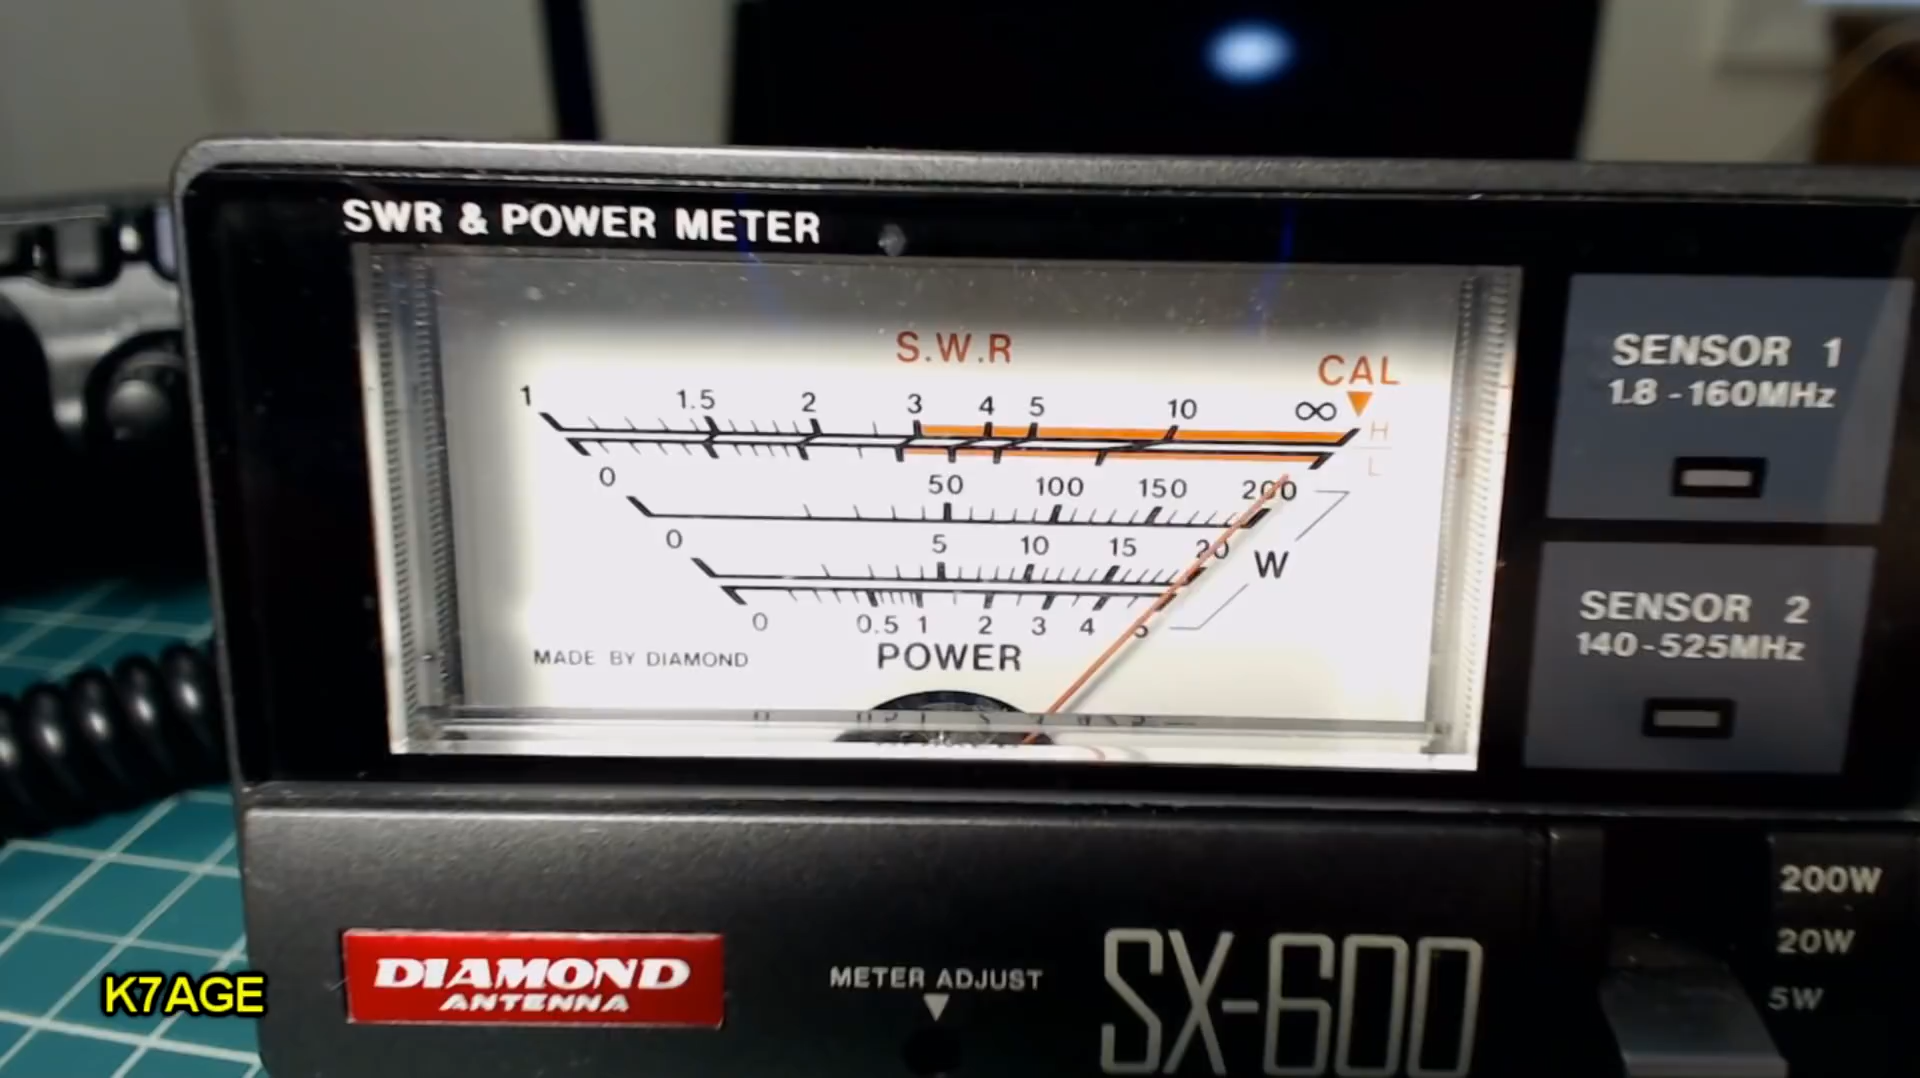 SWR & POWER METER
S.W.R
CAL
1 1.5 2 3 4 5 10 ∞
H
L
0 50 100 150 200
0 5 10 15 20
W
0 0.5 1 2 3 4 5
MADE BY DIAMOND
POWER
SENSOR 1
1.8-160MHz
SENSOR 2
140-525MHz
200W
20W
5W
DIAMOND
ANTENNA
METER ADJUST
SX-600
K7AGE